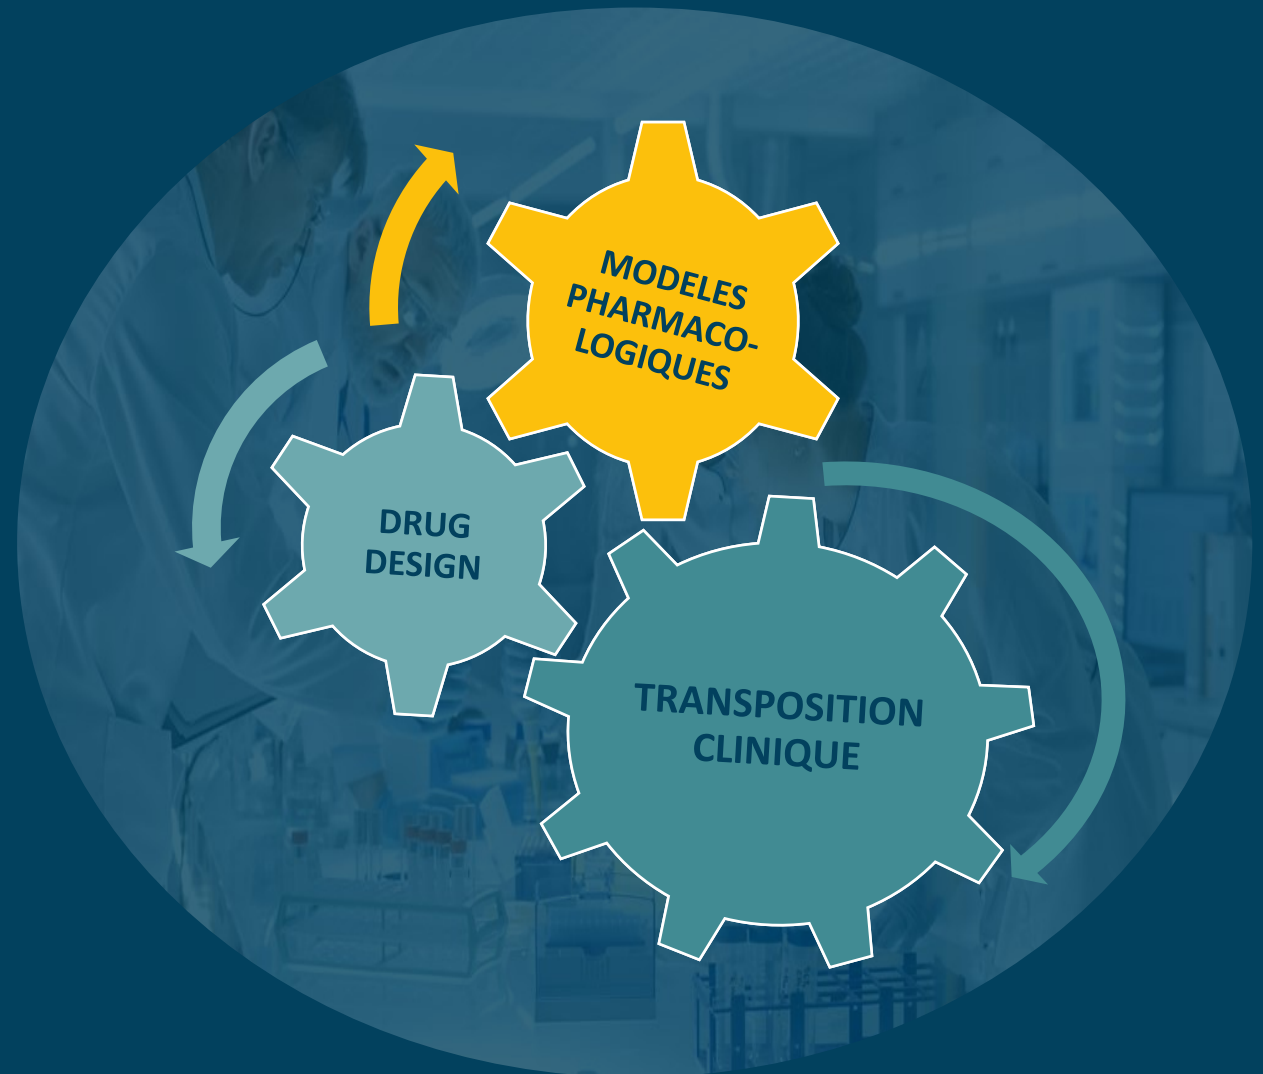 MODELES
PHARMACO-
LOGIQUES
DRUG
DESIGN
TRANSPOSITION
CLINIQUE